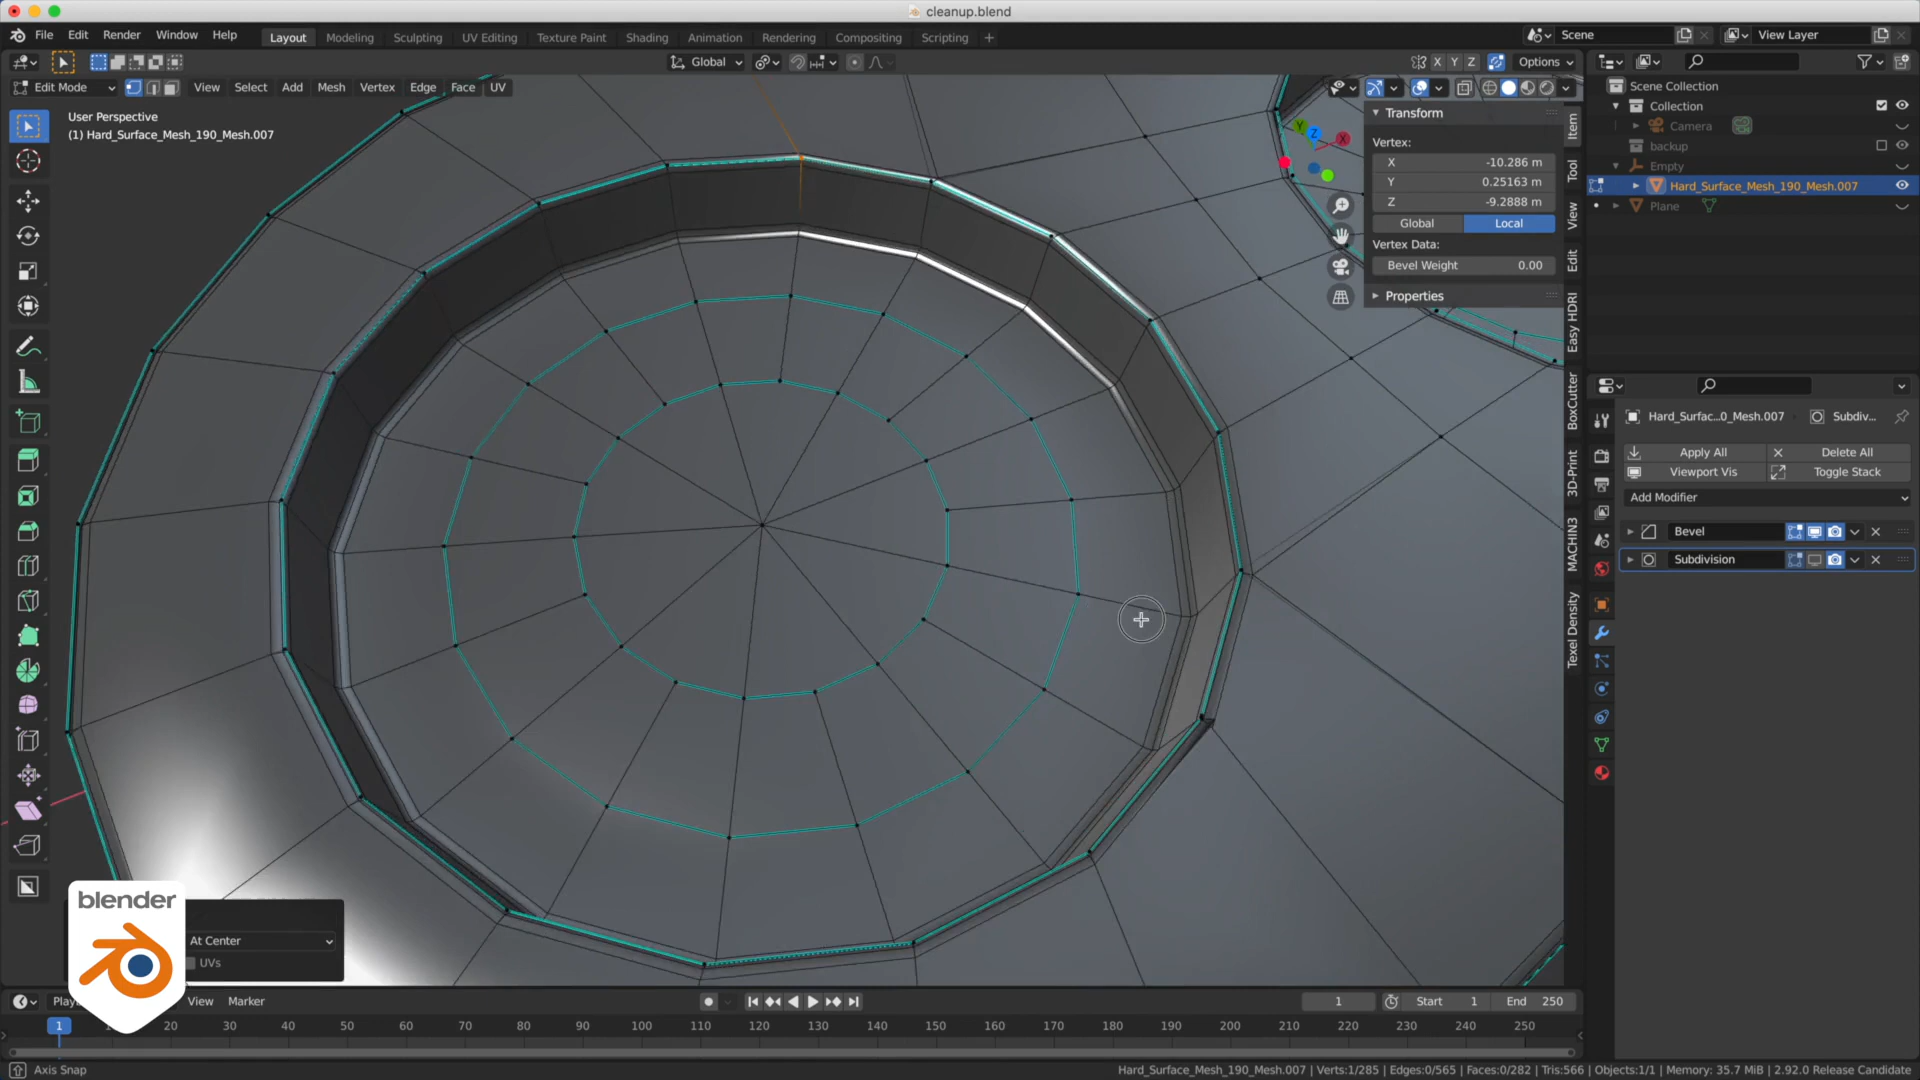 cleanup.blend
File Edit Render Window Help
Layout Modeling Sculpting UV Editing Texture Paint Shading Animation Rendering Compositing Scripting +
Scene
View Layer
Global
X Y Z
Options
Edit Mode
View Select Add Mesh Vertex Edge Face UV
User Perspective
(1) Hard_Surface_Mesh_190_Mesh.007
Y Z X
Transform
Vertex:
X -10.286 m
Y 0.25163 m
Z -9.2888 m
Global Local
Vertex Data:
Bevel Weight 0.00
Properties
Item
Tool
View
Edit
Easy HDRI
BoxCutter
3D-Print
MACHIN3
Texel Density
Scene Collection
Collection
Camera
backup
Empty
Hard_Surface_Mesh_190_Mesh.007
Plane
Hard_Surfac...0_Mesh.007
Subdiv...
Apply All
Delete All
Viewport Vis
Toggle Stack
Add Modifier
Bevel
Subdivision
blender
At Center
UVs
View Marker
1
Start 1
End 250
1 20 30 40 50 60 70 80 90 100 110 120 130 140 150 160 170 180 190 200 210 220 230 240 250
Axis Snap
Hard_Surface_Mesh_190_Mesh.007 | Verts:1/285 | Edges:0/565 | Faces:0/282 | Tris:566 | Objects:1/1 | Memory: 35.7 MiB | 2.92.0 Release Candidate